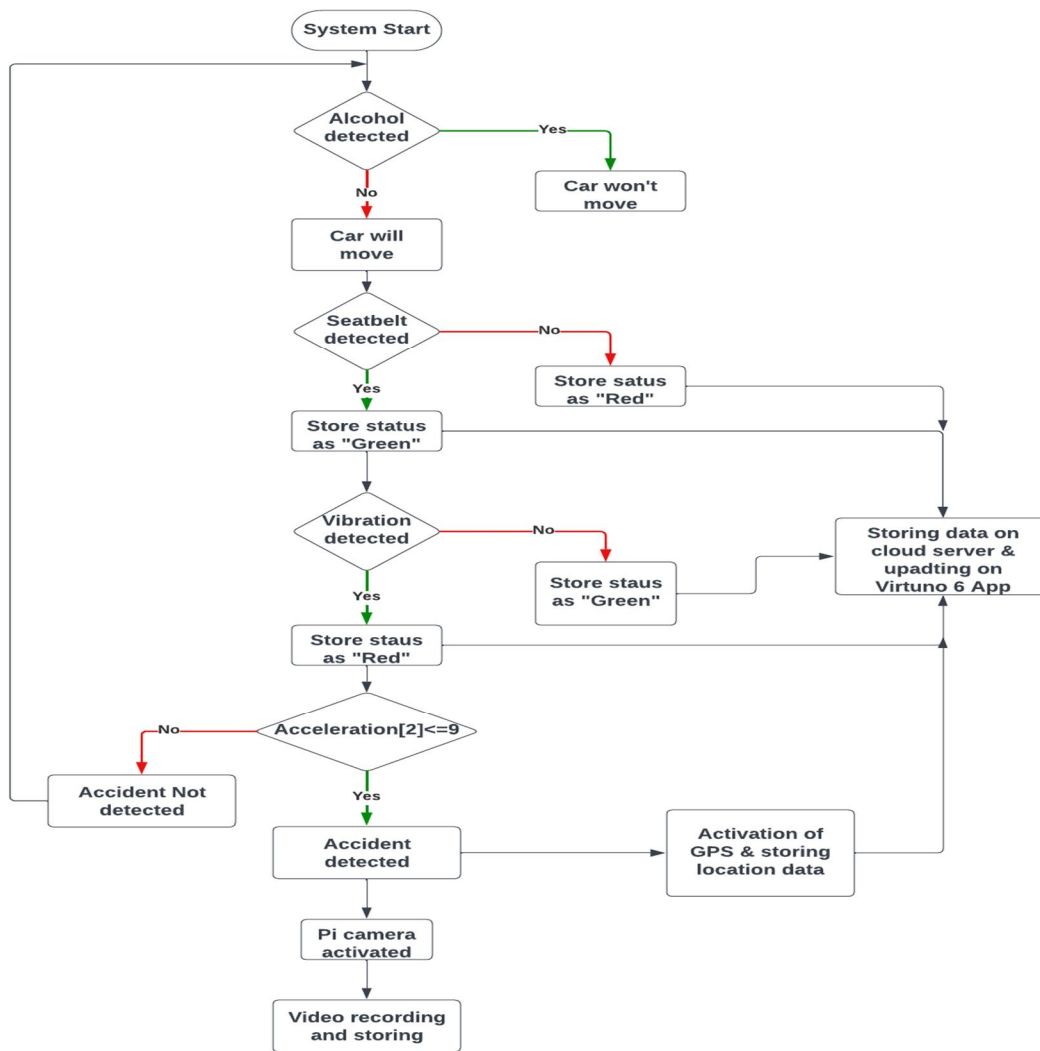 System Start
Alcohol
detected
Yes
No
Car won't
move
Car will
move
Seatbelt
detected
No
Yes
Store satus
as "Red"
Store status
as "Green"
Vibration
detected
No
Yes
Store staus
as "Green"
Storing data on
cloud server &
upadting on
Virtuno 6 App
Store staus
as "Red"
Acceleration[2]<=9
No
Yes
Accident Not
detected
Accident
detected
Activation of
GPS & storing
location data
Pi camera
activated
Video recording
and storing